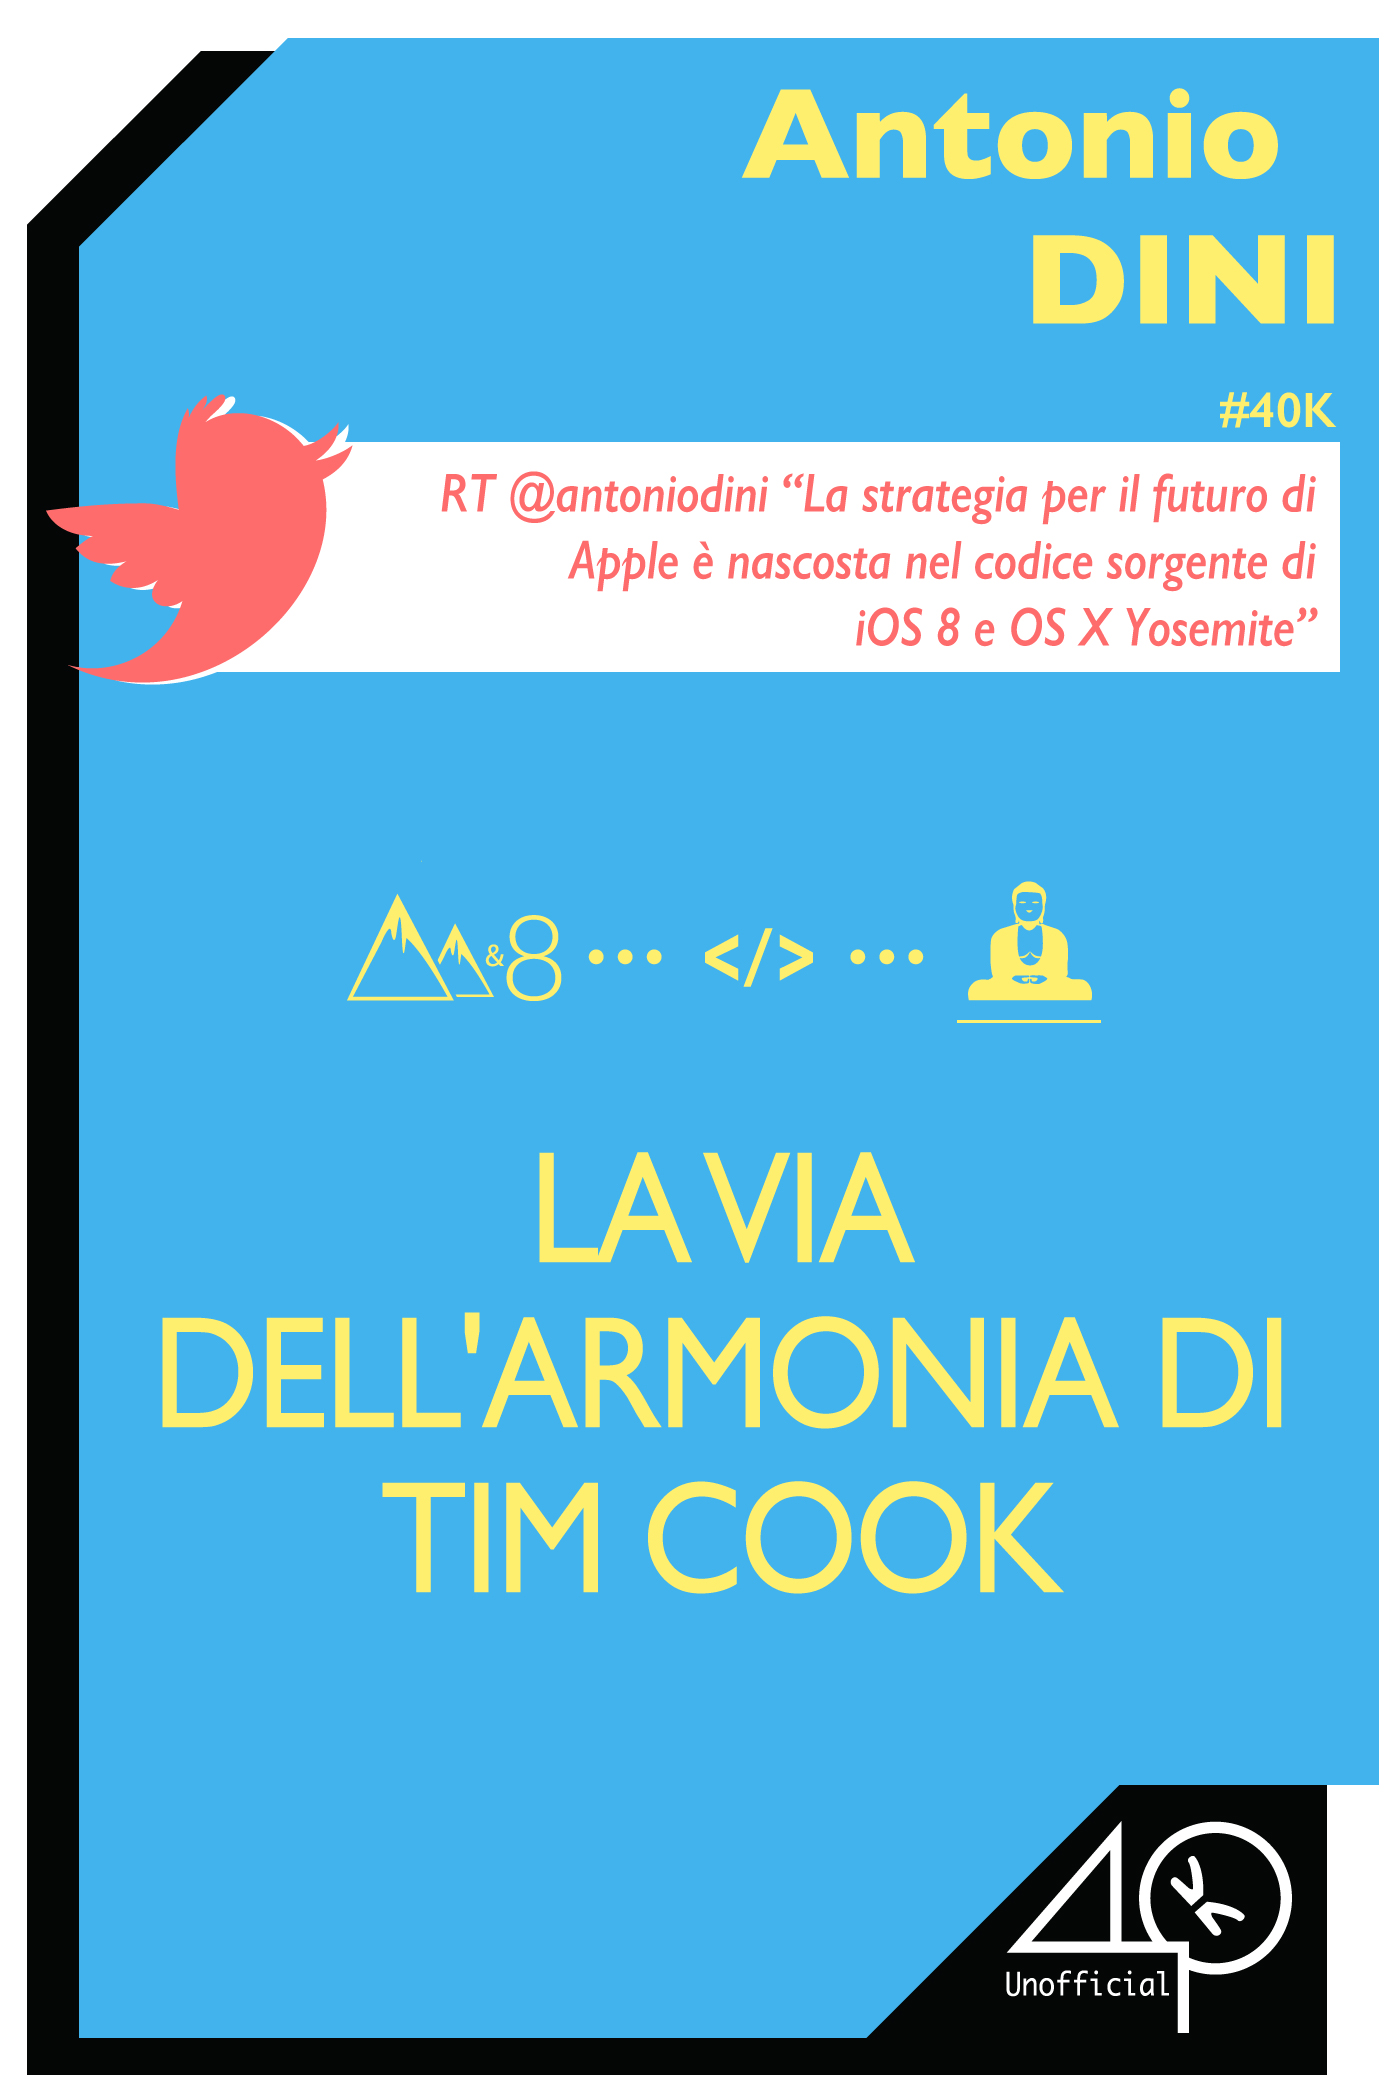 Antonio
DINI
#40K
RT @antoniodini “La strategia per il futuro di
Apple è nascosta nel codice sorgente di
iOS 8 e OS X Yosemite”
&8 ••• </> •••
LA VIA
DELL'ARMONIA DI
TIM COOK
40K
Unofficial